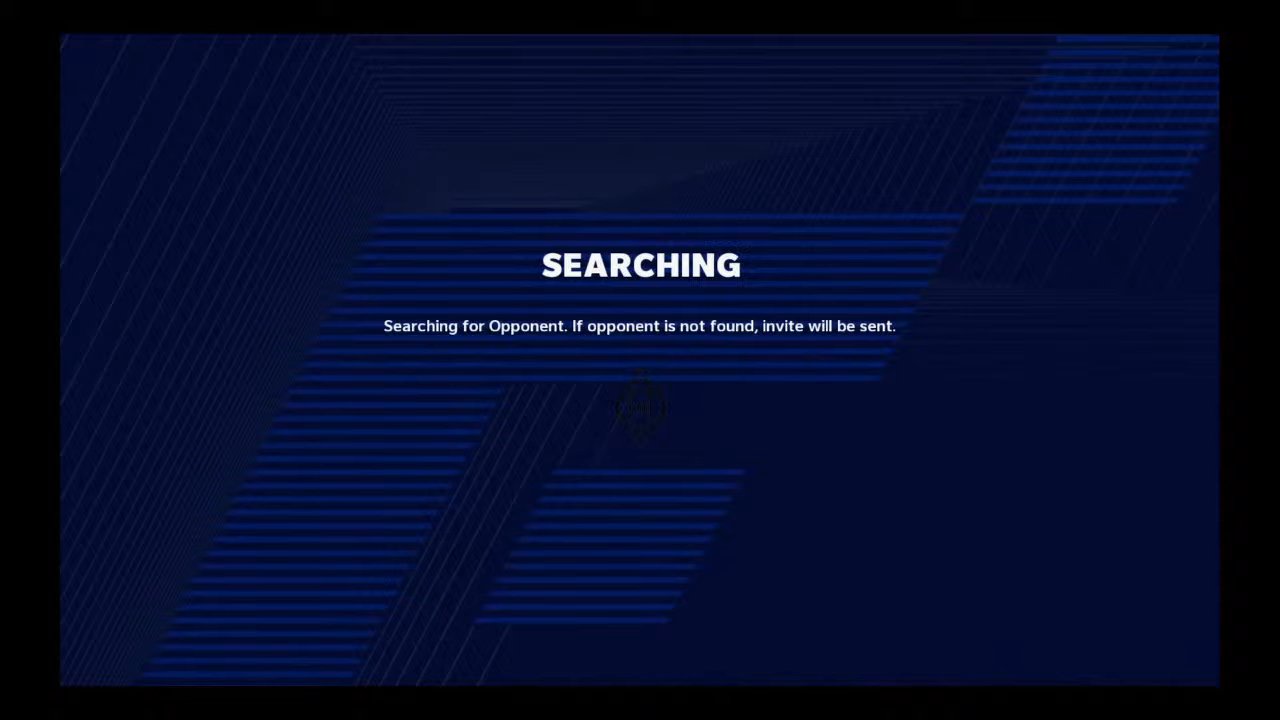 SEARCHING
Searching for Opponent. If opponent is not found, invite will be sent.